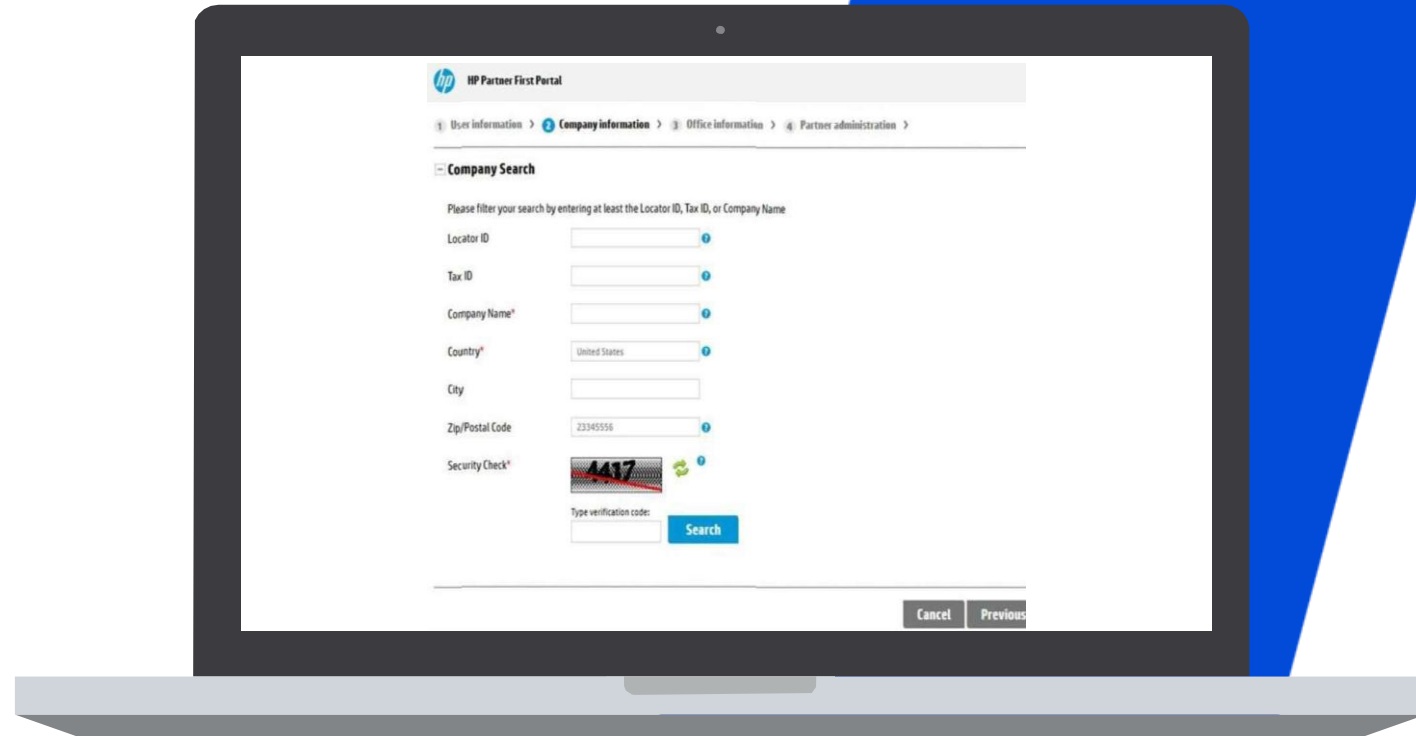 hp HP Partner First Portal
1 User information > 2 Company information > 3 Office information > 4 Partner administration >
Company Search
Please filter your search by entering at least the Locator ID, Tax ID, or Company Name
Locator ID ?
Tax ID ?
Company Name* ?
Country* United States ?
City
Zip/Postal Code 23345556 ?
Security Check* 4417 ?
Type verification code:
Search
Cancel Previous